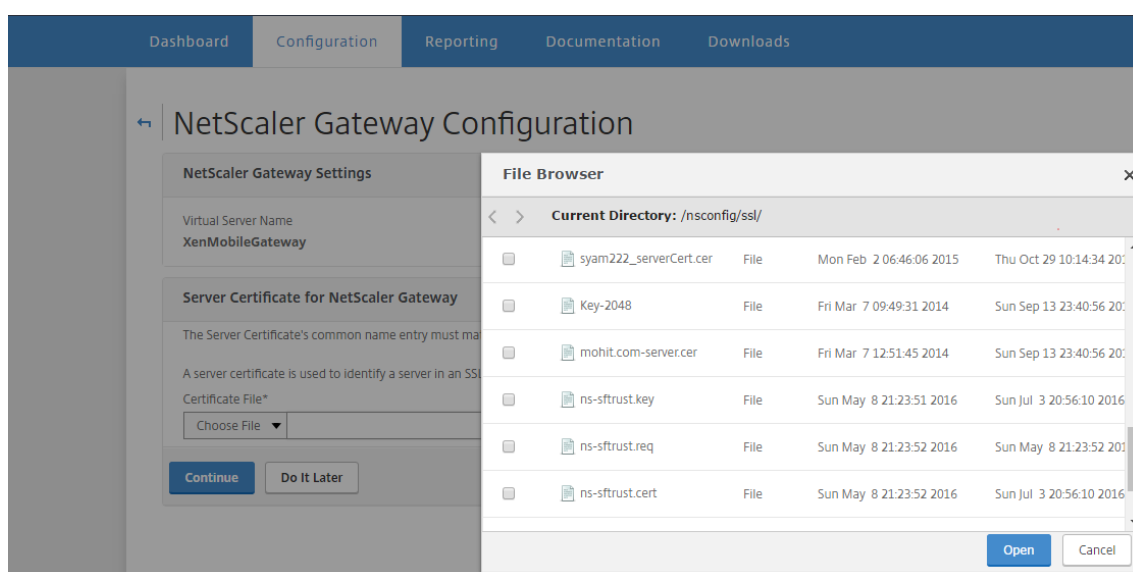 Dashboard Configuration Reporting Documentation Downloads
NetScaler Gateway Configuration
NetScaler Gateway Settings
Virtual Server Name
XenMobileGateway
Server Certificate for NetScaler Gateway
The Server Certificate's common name entry must
A server certificate is used to identify a server in an
Certificate File*
Choose File
Continue Do It Later
File Browser
Current Directory: /nsconfig/ssl/
syam222_serverCert.cer File Mon Feb 2 06:46:06 2015 Thu Oct 29 10:14:34
Key-2048 File Fri Mar 7 09:49:31 2014 Sun Sep 13 23:40:56
mohit.com-server.cer File Fri Mar 7 12:51:45 2014 Sun Sep 13 23:40:56
ns-sftrust.key File Sun May 8 21:23:51 2016 Sun Jul 3 20:56:10 2016
ns-sftrust.req File Sun May 8 21:23:52 2016 Sun May 8 21:23:52
ns-sftrust.cert File Sun May 8 21:23:52 2016 Sun Jul 3 20:56:10 2016
Open Cancel